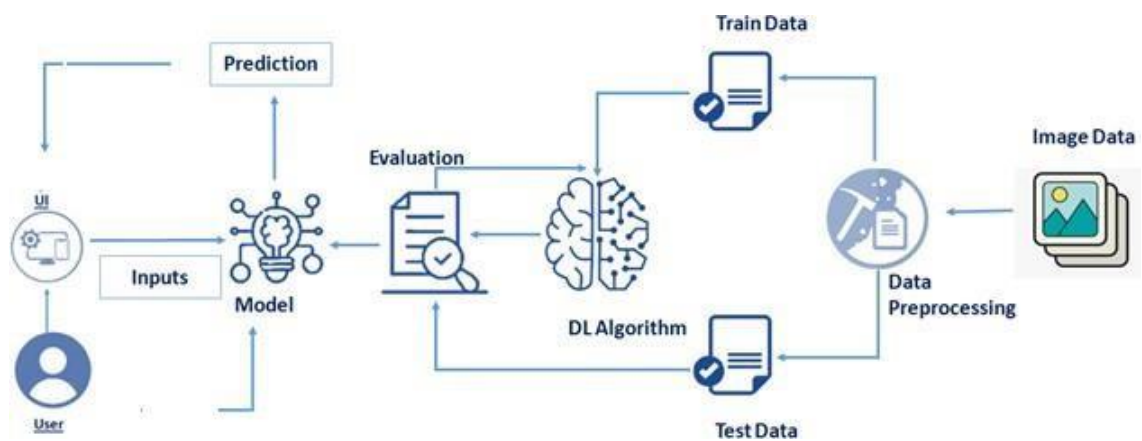 Train Data
Prediction
Image Data
Evaluation
UI
Inputs
Model
Data
Preprocessing
DL Algorithm
User
Test Data